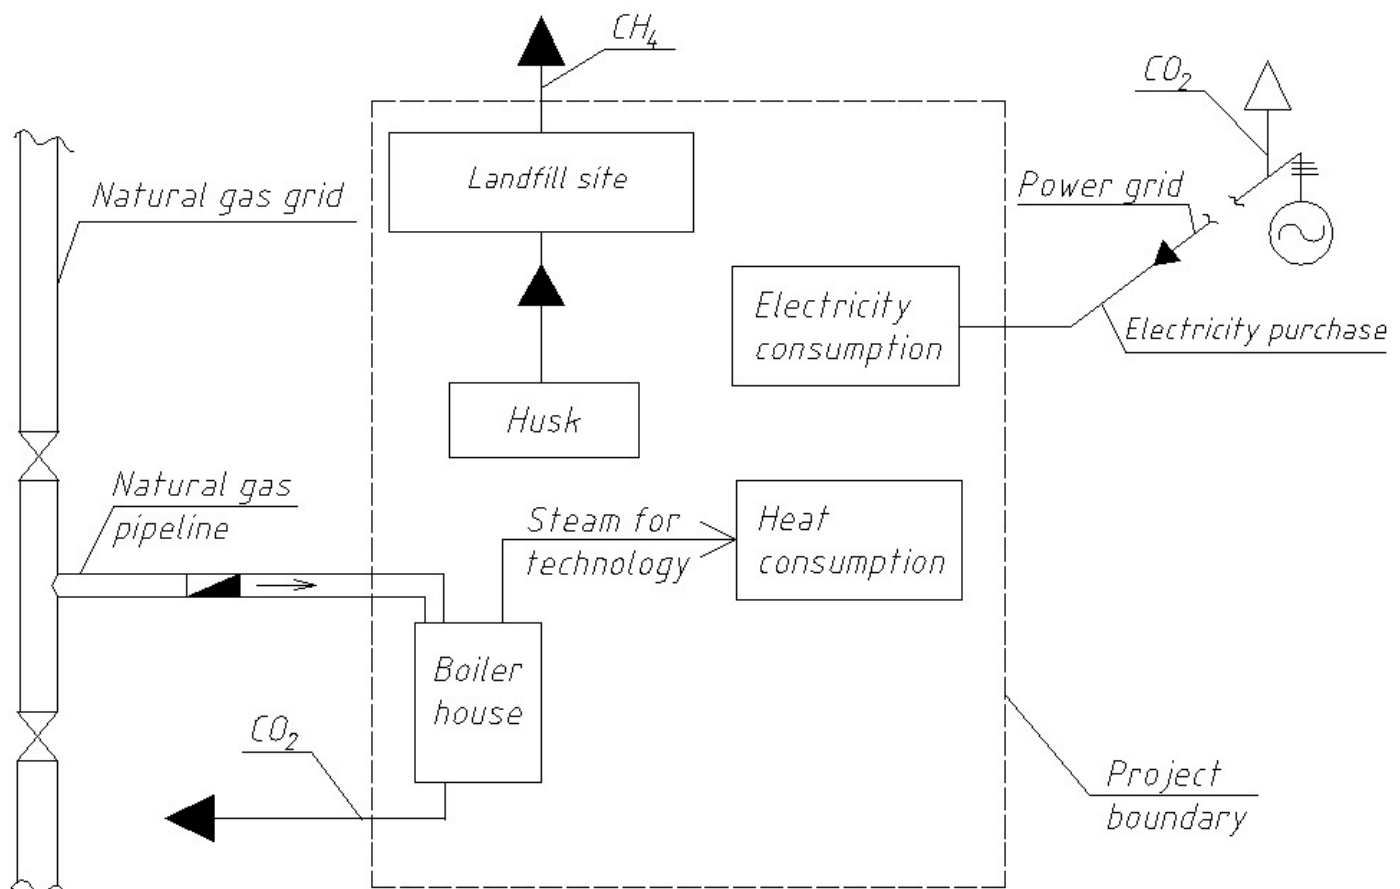 CH₄
CO₂
Landfill site
Natural gas grid
Power grid
Electricity
consumption
Electricity purchase
Husk
Natural gas
pipeline
Steam for
technology
Heat
consumption
Boiler
house
CO₂
Project
boundary